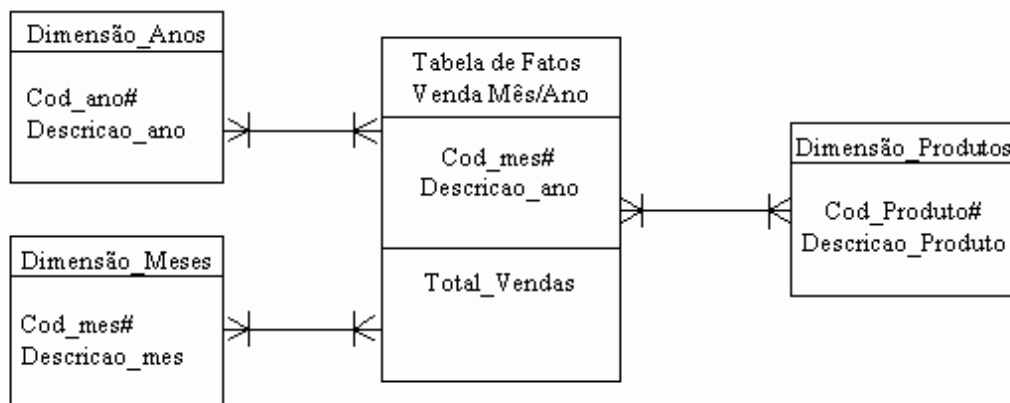 Dimensão_Anos
Cod_ano#
Descricao_ano
Dimensão_Meses
Cod_mes#
Descricao_mes
Tabela de Fatos
Venda Mês/Ano
Cod_mes#
Descricao_ano
Total_Vendas
Dimensão_Produtos
Cod_Produto#
Descricao_Produto